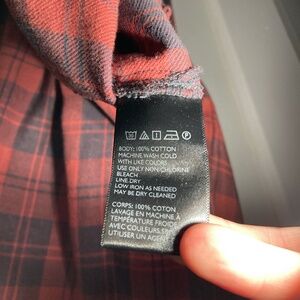 BODY: 100% COTTON
MACHINE WASH COLD
WITH LIKE COLORS
USE ONLY NON CHLORINE
BLEACH
LINE DRY
LOW IRON AS NEEDED
MAY BE DRY CLEANED
CORPS: 100% COTON
LAVAGE EN MACHINE À
TEMPÉRATURE FROIDE
AVEC COULEURS
UTILISER UN AGENT